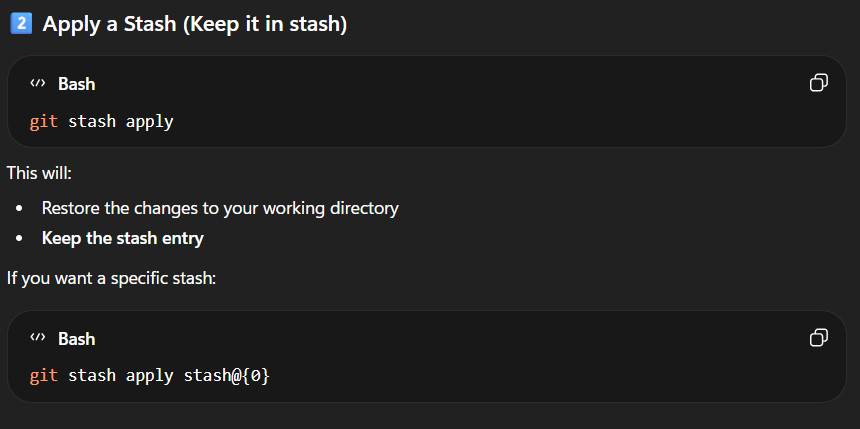 2 Apply a Stash (Keep it in stash)
</> Bash
git stash apply
This will:
• Restore the changes to your working directory
• Keep the stash entry
If you want a specific stash:
</> Bash
git stash apply stash@{0}